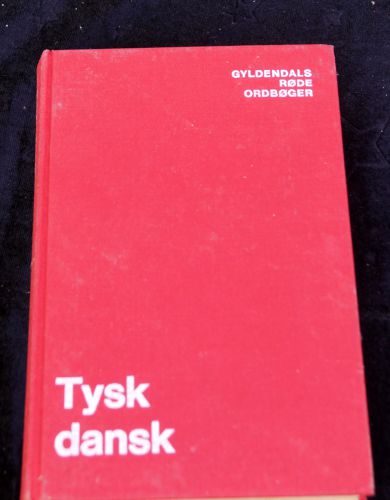 GYLDENDALS
RØDE
ORDBØGER
Tysk
dansk